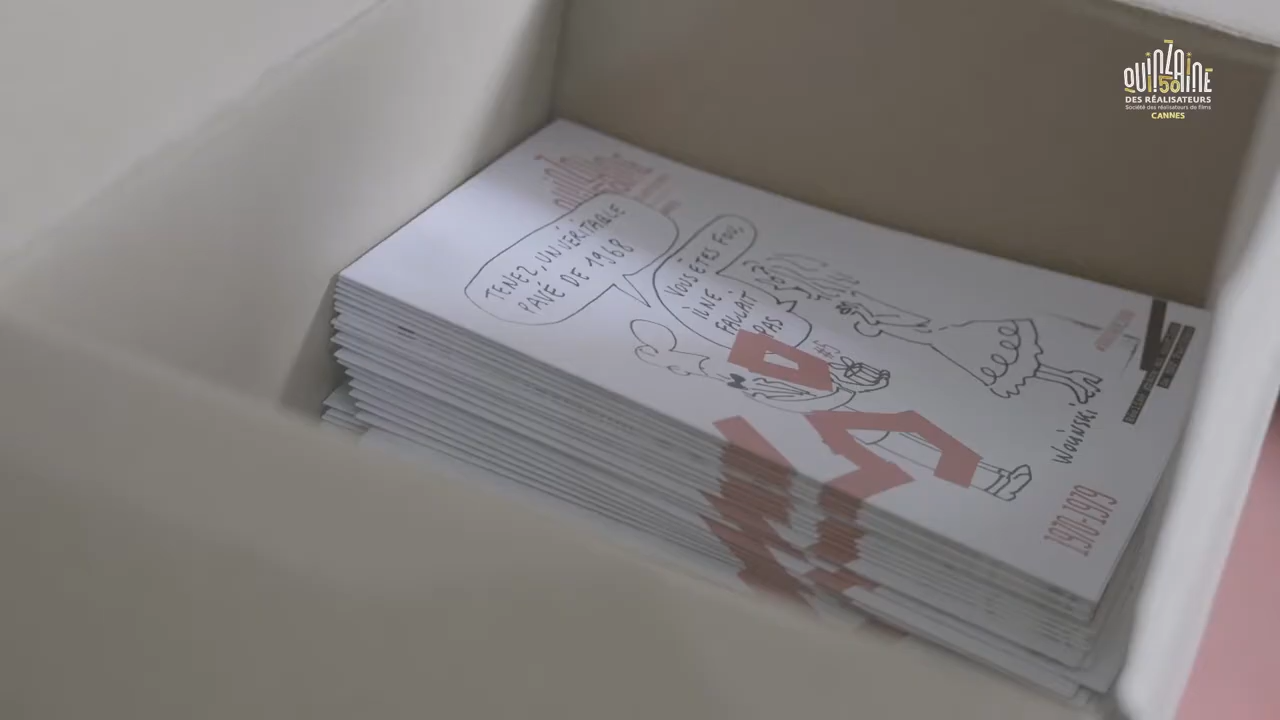 QUINZAINE
50
DES RÉALISATEURS
Société des réalisateurs de films
CANNES
TENEZ, UN VÉRITABLE
PAVÉ DE 1968
VOUS ÊTES FOU,
IL NE
FALLAIT
PAS
Wolinski
1970-1979